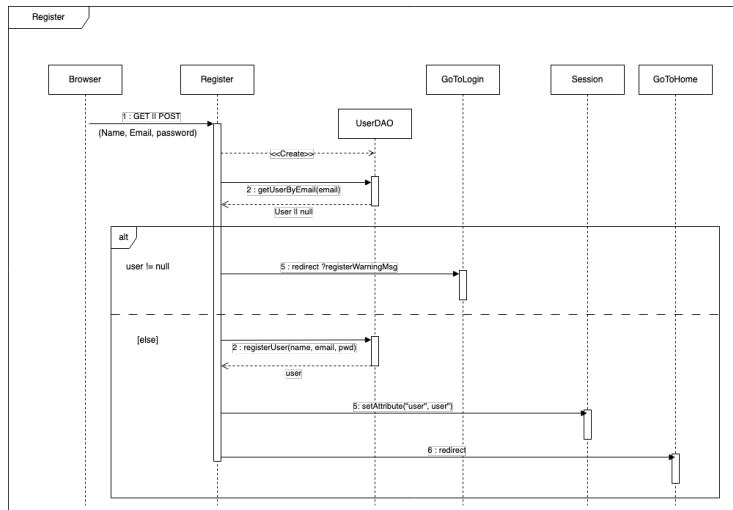 Register
Browser
Register
GoToLogin
Session
GoToHome
1 : GET || POST
(Name, Email, password)
UserDAO
<<Create>>
2 : getUserByEmail(email)
User || null
alt
user != null
5 : redirect ?registerWarningMsg
[else]
2 : registerUser(name, email, pwd)
user
5: setAttribute("user", user")
6 : redirect